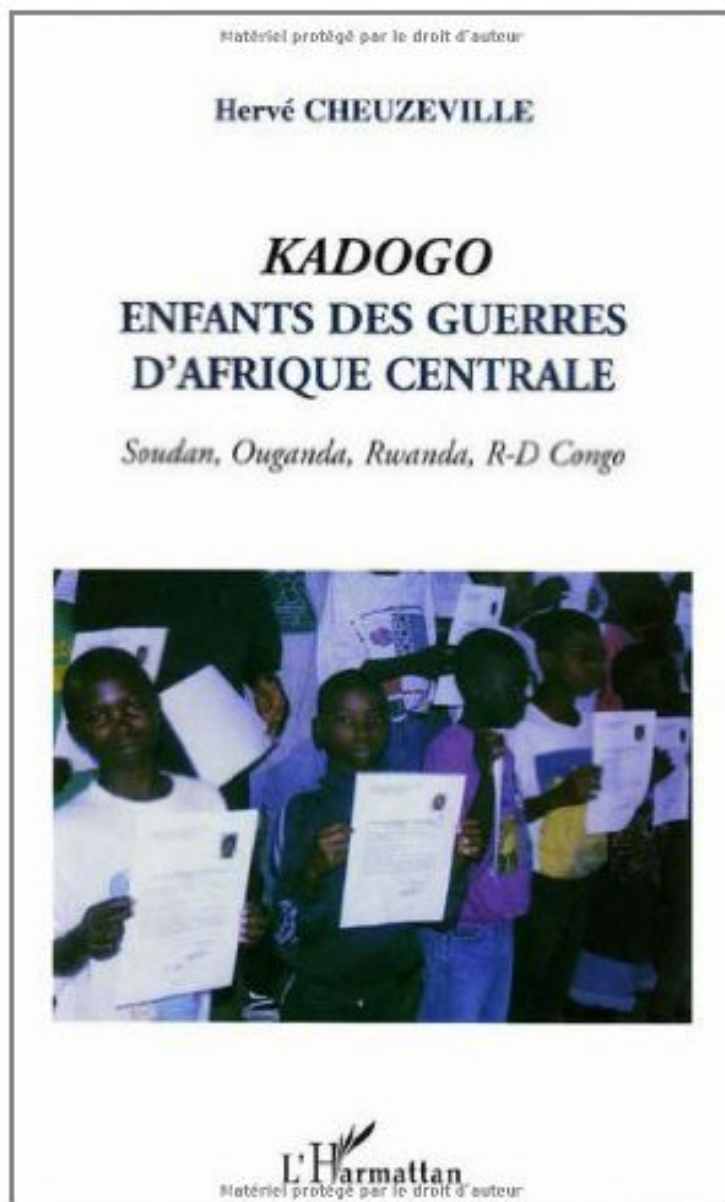 Matériel protégé par le droit d'auteur
Hervé CHEUZEVILLE
KADOGO
ENFANTS DES GUERRES
D'AFRIQUE CENTRALE
Soudan, Ouganda, Rwanda, R-D Congo
L'Harmattan
Matériel protégé par le droit d'auteur